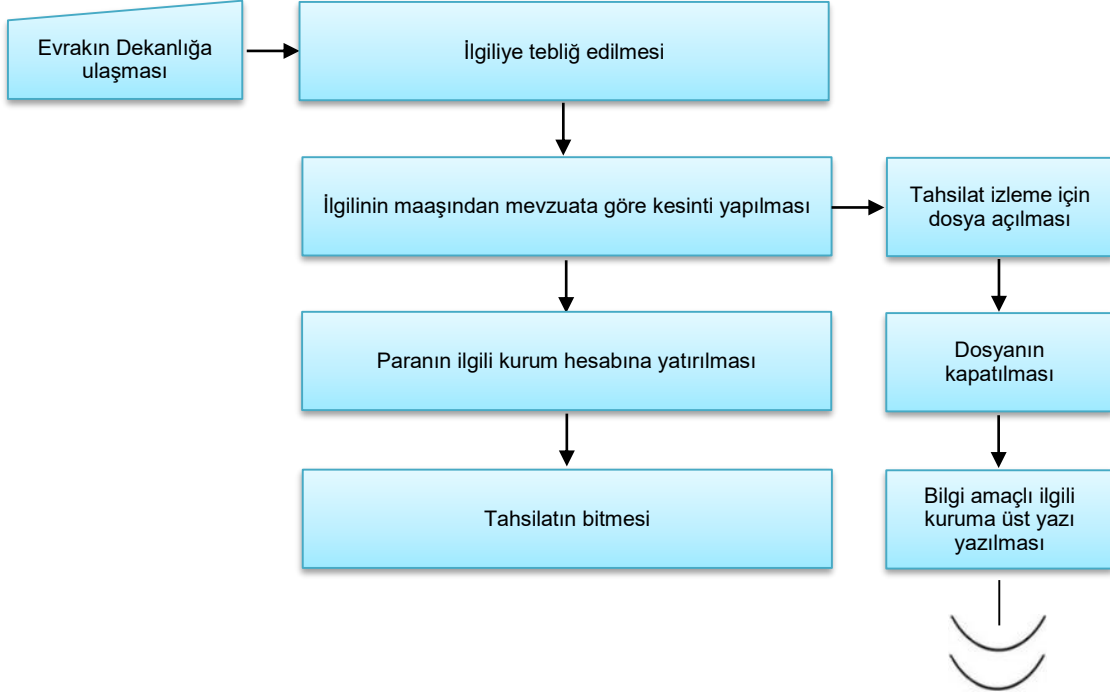 Evrakın Dekanlığa
ulaşması
İlgiliye tebliğ edilmesi
İlgilinin maaşından mevzuata göre kesinti yapılması
Tahsilat izleme için
dosya açılması
Paranın ilgili kurum hesabına yatırılması
Dosyanın
kapatılması
Tahsilatın bitmesi
Bilgi amaçlı ilgili
kuruma üst yazı
yazılması